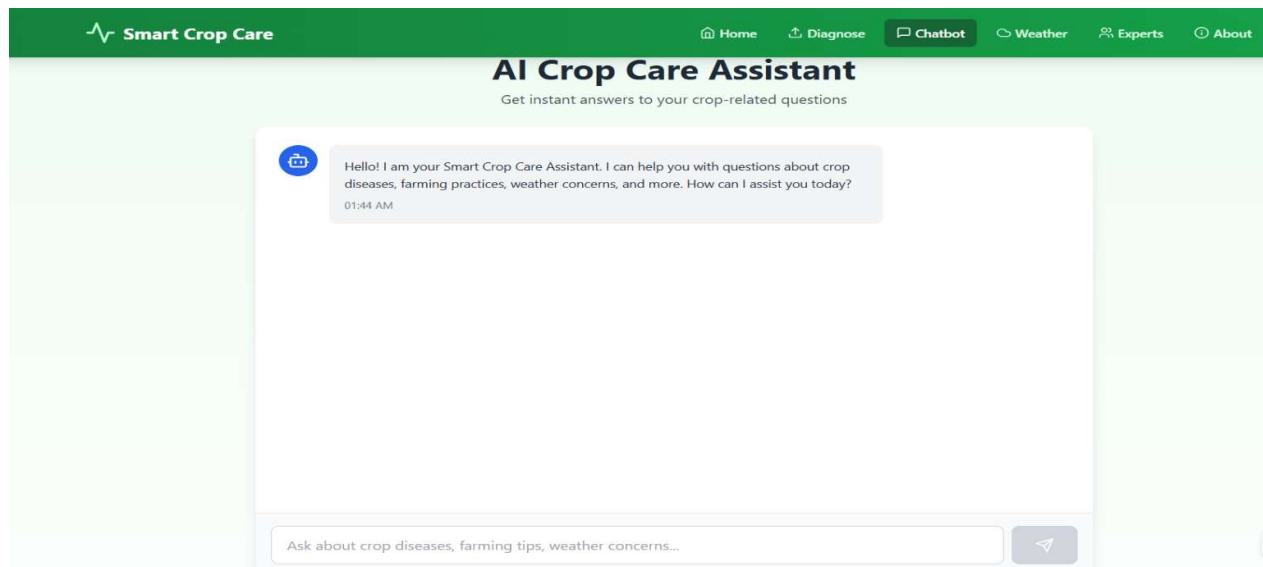 Smart Crop Care
Home Diagnose Chatbot Weather Experts About
AI Crop Care Assistant
Get instant answers to your crop-related questions
Hello! I am your Smart Crop Care Assistant. I can help you with questions about crop
diseases, farming practices, weather concerns, and more. How can I assist you today?
01:44 AM
Ask about crop diseases, farming tips, weather concerns...